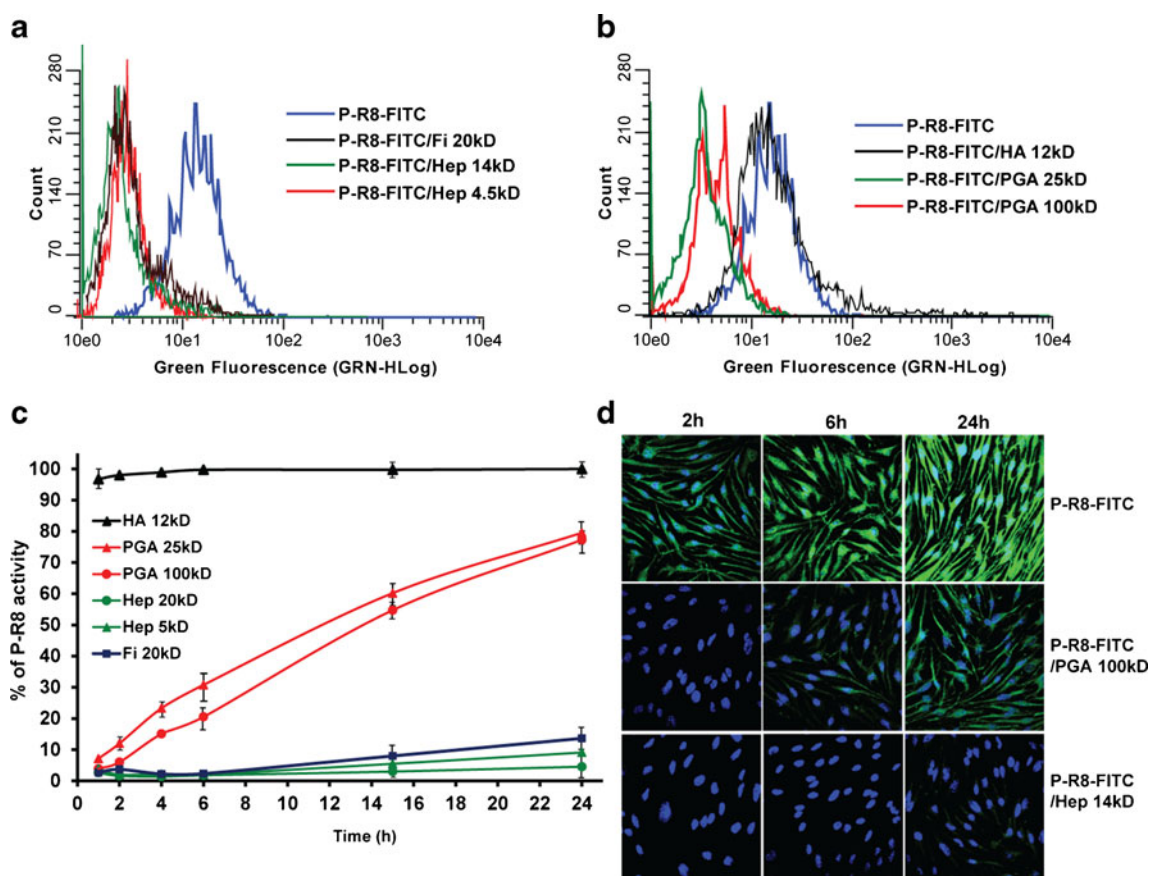 a
280
210
140
70
0
Count
10e0 10e1 10e2 10e3 10e4
Green Fluorescence (GRN-HLog)
P-R8-FITC
P-R8-FITC/Fi 20kD
P-R8-FITC/Hep 14kD
P-R8-FITC/Hep 4.5kD
b
280
210
140
70
0
Count
10e0 10e1 10e2 10e3 10e4
Green Fluorescence (GRN-HLog)
P-R8-FITC
P-R8-FITC/HA 12kD
P-R8-FITC/PGA 25kD
P-R8-FITC/PGA 100kD
c
100
90
80
70
60
50
40
30
20
10
0
% of P-R8 activity
HA 12kD
PGA 25kD
PGA 100kD
Hep 20kD
Hep 5kD
Fi 20kD
0 2 4 6 8 10 12 14 16 18 20 22 24
Time (h)
d
2h 6h 24h
P-R8-FITC
P-R8-FITC
/PGA 100kD
P-R8-FITC
/Hep 14kD